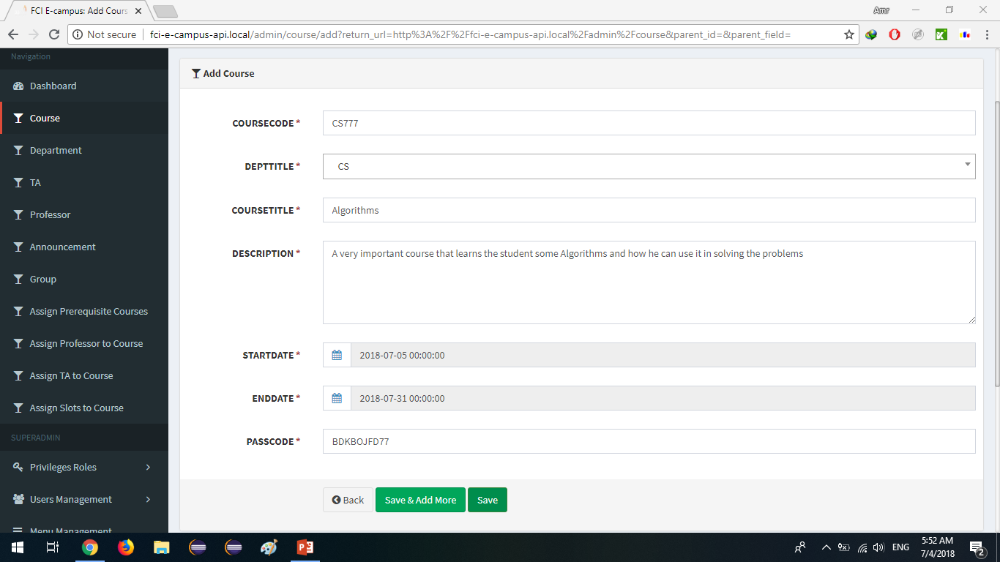 FCI E-campus: Add Cours
Amr
Not secure
fci-e-campus-api.local/admin/course/add?return_url=http%3A%2F%2Ffci-e-campus-api.local%2Fadmin%2Fcourse&parent_id=&parent_field=
Navigation
Dashboard
Course
Department
TA
Professor
Announcement
Group
Assign Prerequisite Courses
Assign Professor to Course
Assign TA to Course
Assign Slots to Course
SUPERADMIN
Privileges Roles
Users Management
Menu Management
Add Course
COURSECODE * CS777
DEPTTITLE * CS
COURSETITLE * Algorithms
DESCRIPTION * A very important course that learns the student some Algorithms and how he can use it in solving the problems
STARTDATE * 2018-07-05 00:00:00
ENDDATE * 2018-07-31 00:00:00
PASSCODE * BDKBOJFD77
Back Save & Add More Save
ENG
5:52 AM
7/4/2018
2